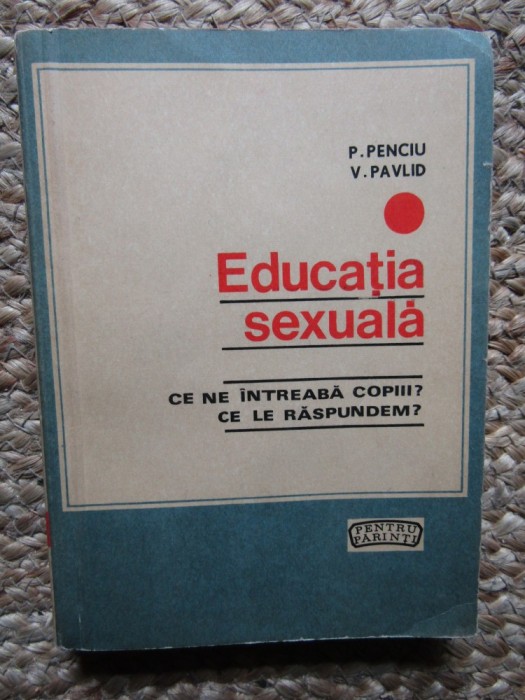 P. PENCIU
V. PAVLID
Educația
sexuală
CE NE ÎNTREABĂ COPIII?
CE LE RĂSPUNDEM?
PENTRU
PĂRINȚI